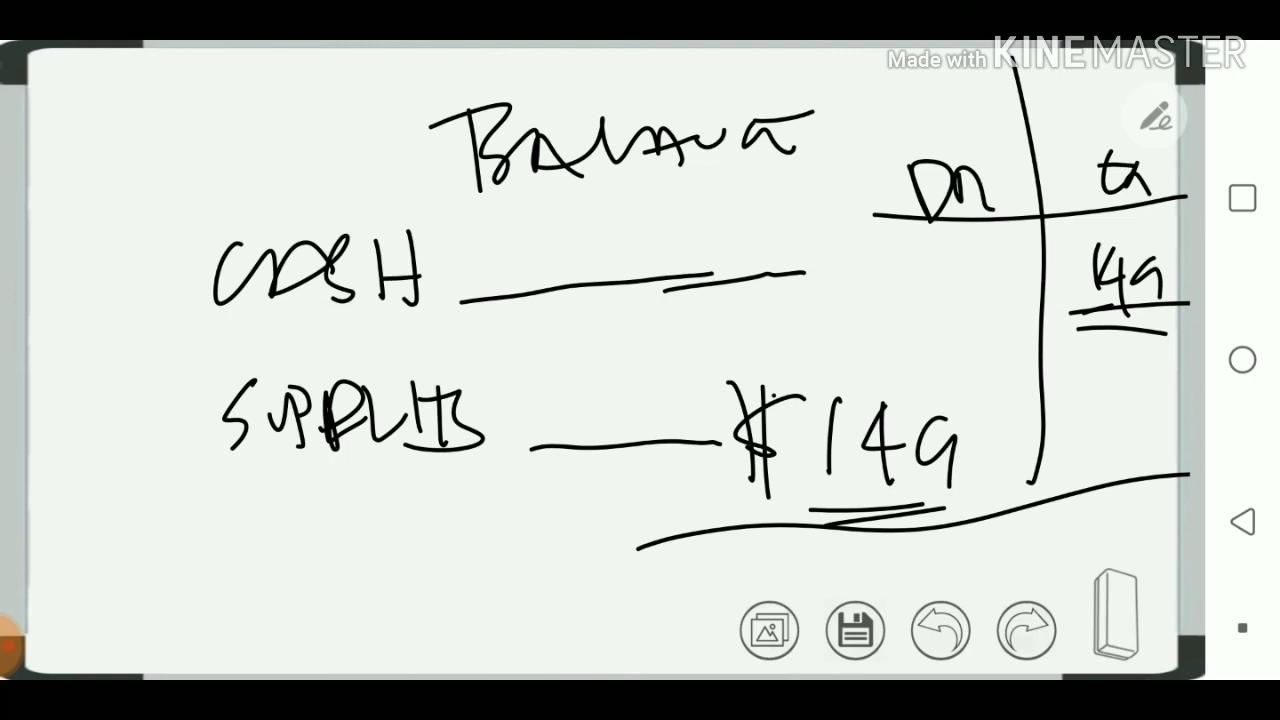 Made with KINEMASTER
BALANCE
DR CR
CASH 149
SUPPLIES $ 149